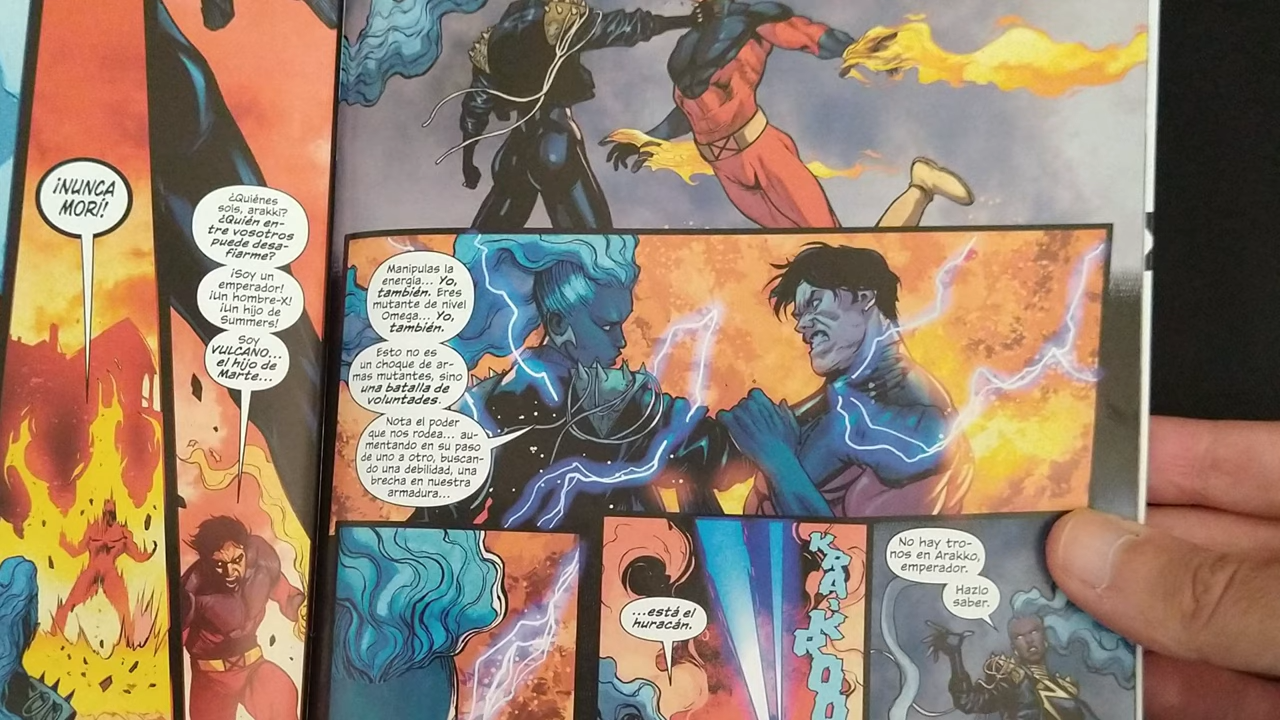 ¡NUNCA
MORÍ!
¿Quiénes
sois, arakki?
¿Quién en-
tre vosotros
puede desa-
fiarme?
¡Soy un
emperador!
¡Un hombre-X!
¡Un hijo de
Summers!
Soy
VULCANO...
el hijo de
Marte...
Manipulas la
energía... Yo,
también. Eres
mutante de nivel
Omega... Yo,
también.
Esto no es
un choque de ar-
mas mutantes, sino
una batalla de
voluntades.
Nota el poder
que nos rodea... au-
mentando en su paso
de uno a otro, buscan-
do una debilidad, una
brecha en nuestra
armadura...
...está el
huracán.
No hay tro-
nos en Arakko,
emperador.
Hazlo
saber.